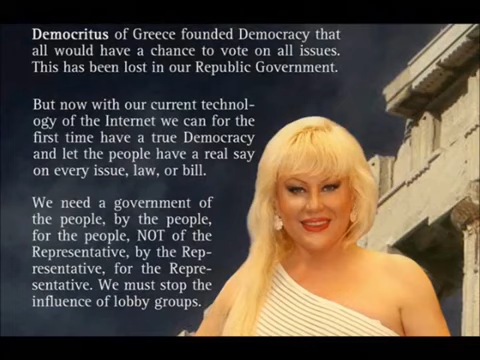 Democritus of Greece founded Democracy that
all would have a chance to vote on all issues.
This has been lost in our Republic Government.
But now with our current technol-
ogy of the Internet we can for the
first time have a true Democracy
and let the people have a real say
on every issue, law, or bill.
We need a government of
the people, by the people,
for the people, NOT of the
Representative, by the Rep-
resentative, for the Repre-
sentative. We must stop the
influence of lobby groups.